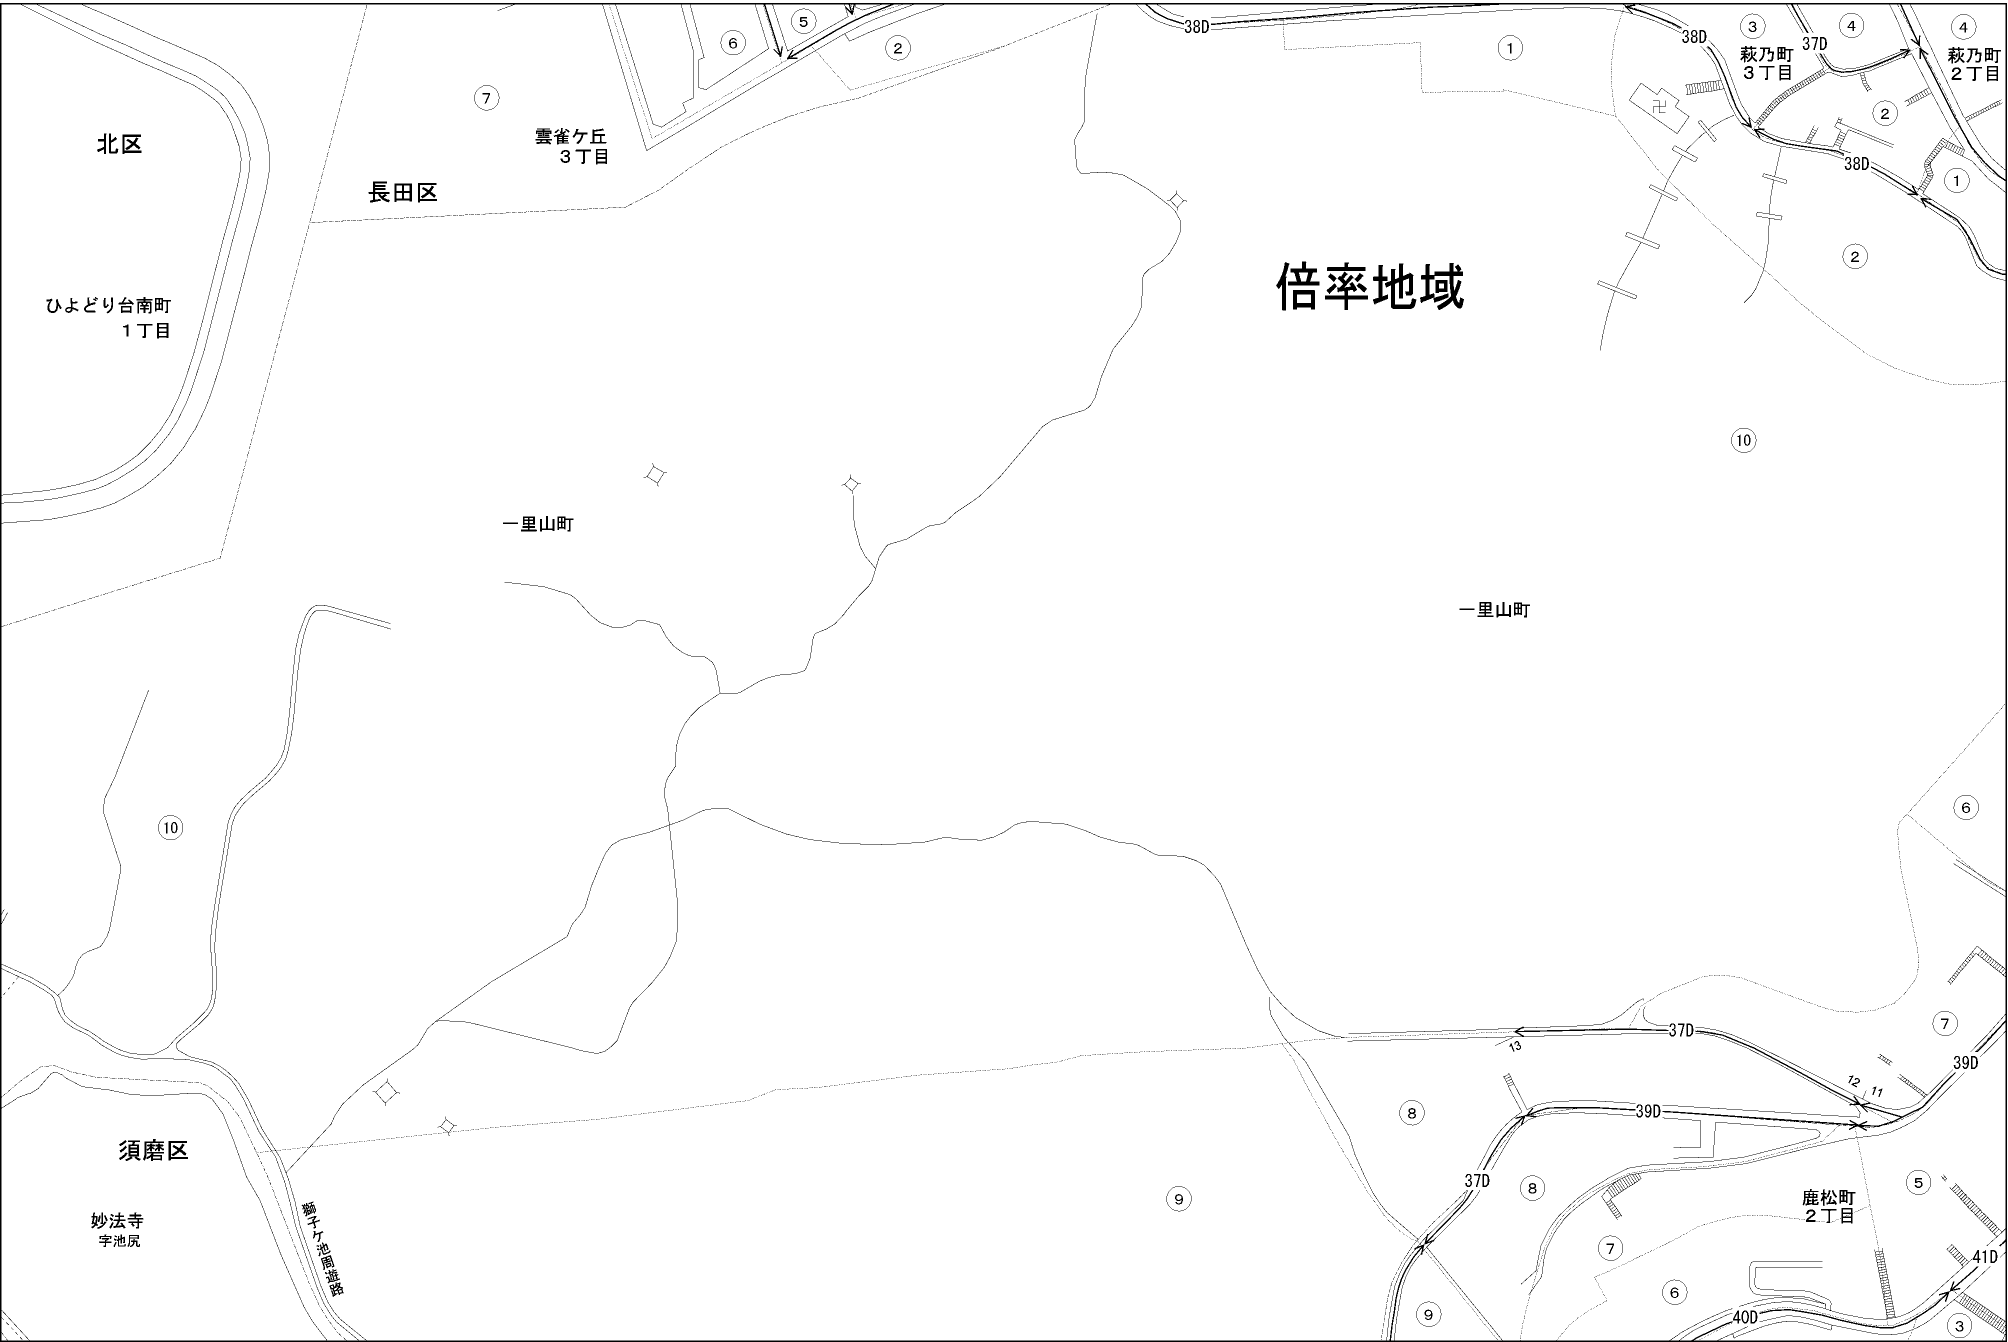 38D
38D
37D
③
④
④
萩乃町
3丁目
萩乃町
2丁目
⑤
⑥
②
①
⑦
②
北区
雲雀ケ丘
3丁目
長田区
38D
①
②
倍率地域
ひよどり台南町
1丁目
⑩
一里山町
一里山町
⑥
⑩
37D
13
⑦
39D
12
11
⑧
39D
須磨区
37D
⑧
⑨
⑤
鹿松町
2丁目
妙法寺
字池尻
獅子ケ池周遊路
⑦
41D
⑥
⑨
40D
③